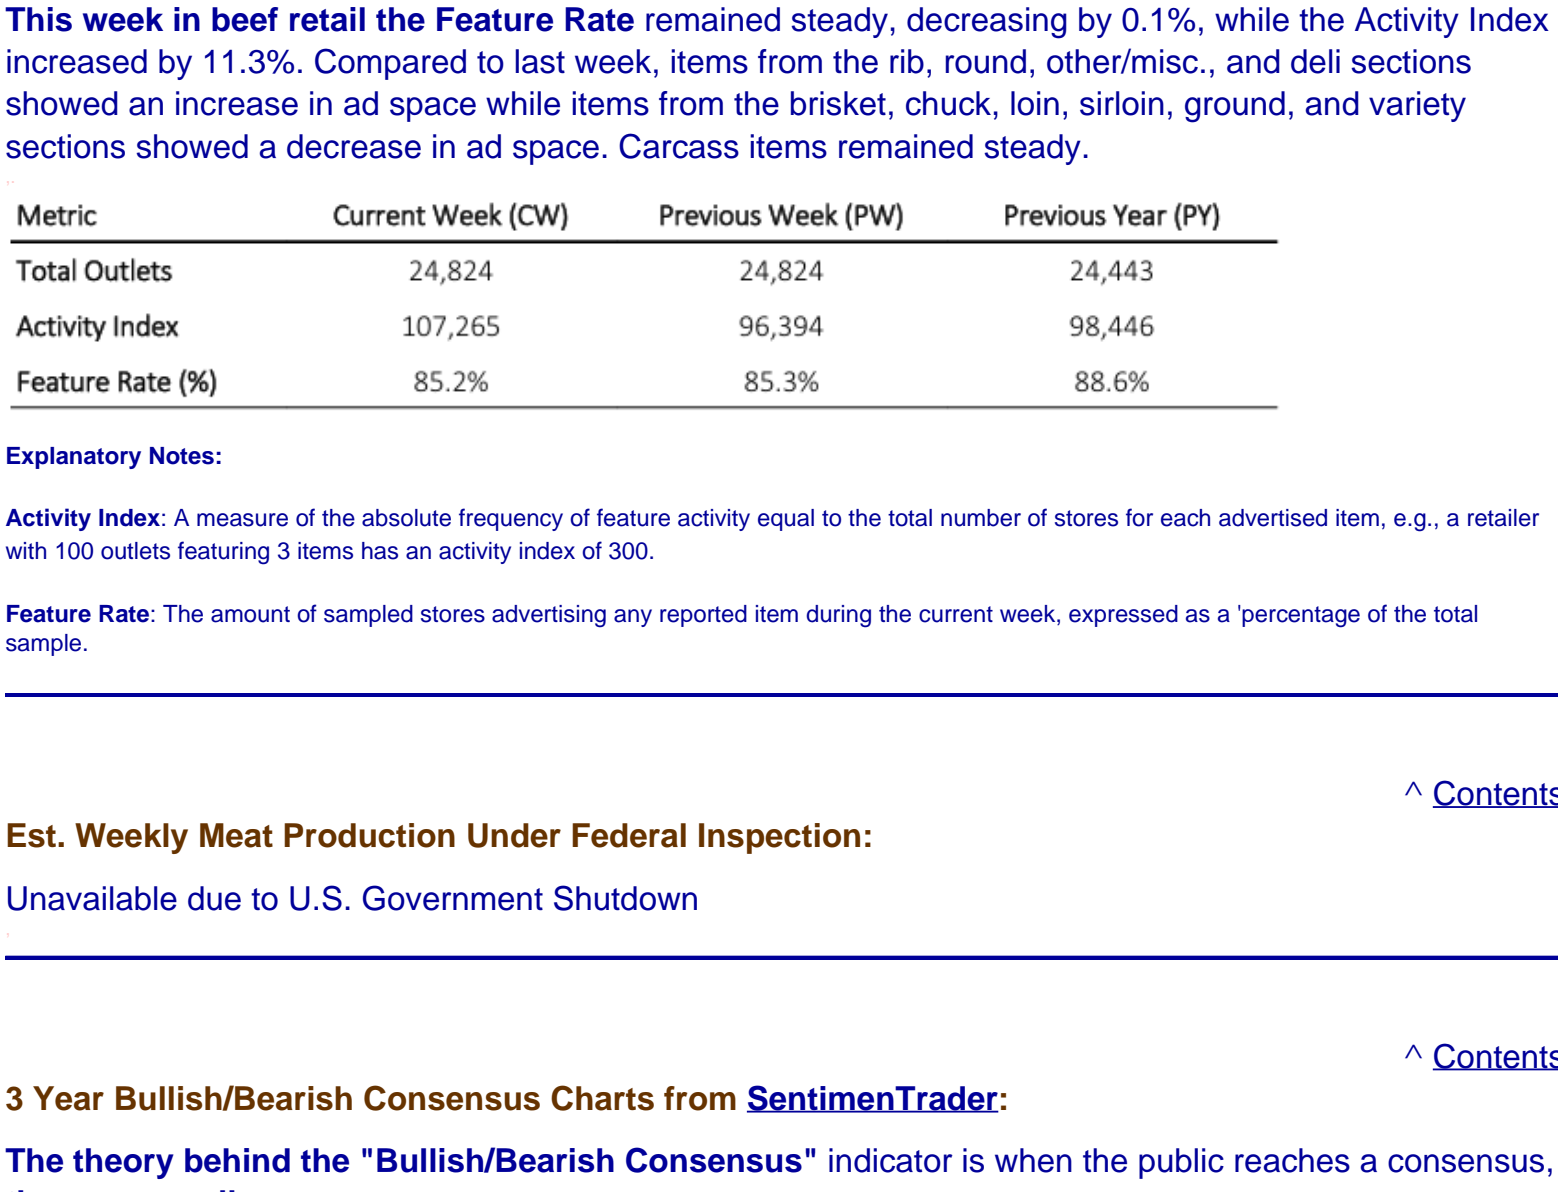 This week in beef retail the Feature Rate remained steady, decreasing by 0.1%, while the Activity Index
increased by 11.3%. Compared to last week, items from the rib, round, other/misc., and deli sections
showed an increase in ad space while items from the brisket, chuck, loin, sirloin, ground, and variety
sections showed a decrease in ad space. Carcass items remained steady.
Metric Current Week (CW) Previous Week (PW) Previous Year (PY)
Total Outlets 24,824 24,824 24,443
Activity Index 107,265 96,394 98,446
Feature Rate (%) 85.2% 85.3% 88.6%
Explanatory Notes:
Activity Index: A measure of the absolute frequency of feature activity equal to the total number of stores for each advertised item, e.g., a retailer
with 100 outlets featuring 3 items has an activity index of 300.
Feature Rate: The amount of sampled stores advertising any reported item during the current week, expressed as a 'percentage of the total
sample.
^ Contents
Est. Weekly Meat Production Under Federal Inspection:
Unavailable due to U.S. Government Shutdown
^ Contents
3 Year Bullish/Bearish Consensus Charts from SentimenTrader:
The theory behind the "Bullish/Bearish Consensus" indicator is when the public reaches a consensus,